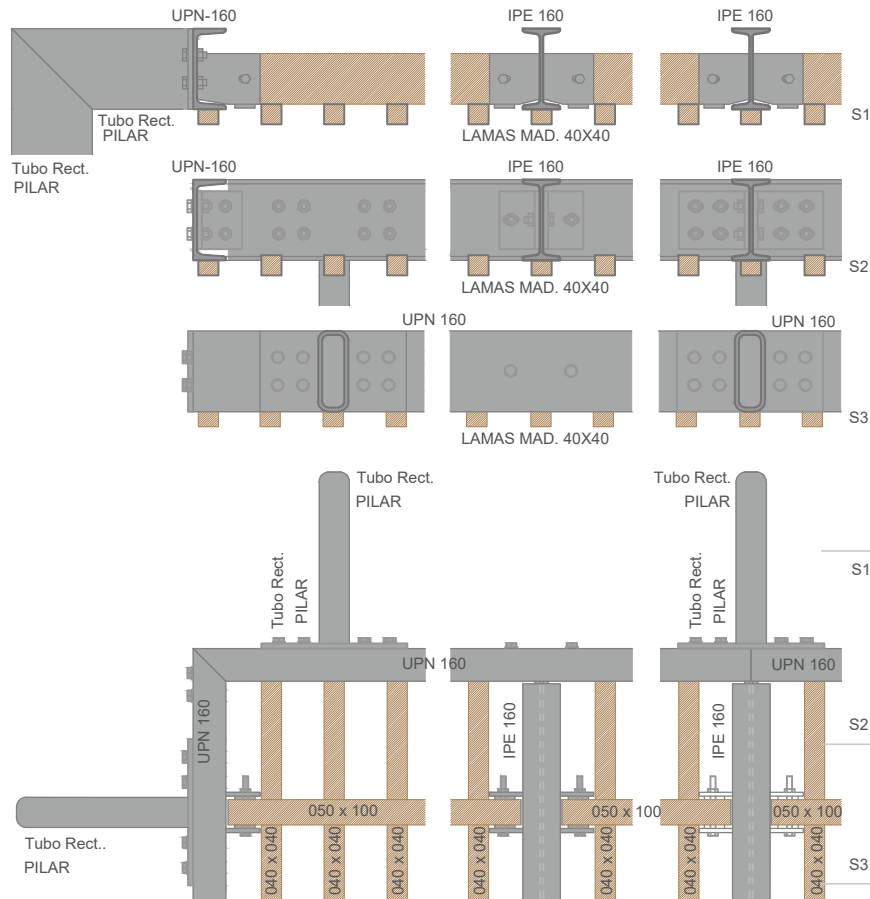 UPN-160
IPE 160
IPE 160
Tubo Rect.
PILAR
S1
LAMAS MAD. 40X40
Tubo Rect.
PILAR
UPN-160
IPE 160
IPE 160
S2
LAMAS MAD. 40X40
UPN 160
UPN 160
S3
LAMAS MAD. 40X40
Tubo Rect.
PILAR
Tubo Rect.
PILAR
Tubo Rect.
PILAR
Tubo Rect.
PILAR
S1
UPN 160
UPN 160
UPN 160
IPE 160
IPE 160
S2
050 x 100
050 x 100
050 x 100
Tubo Rect..
PILAR
040 x 040
040 x 040
040 x 040
040 x 040
040 x 040
040 x 040
040 x 040
S3